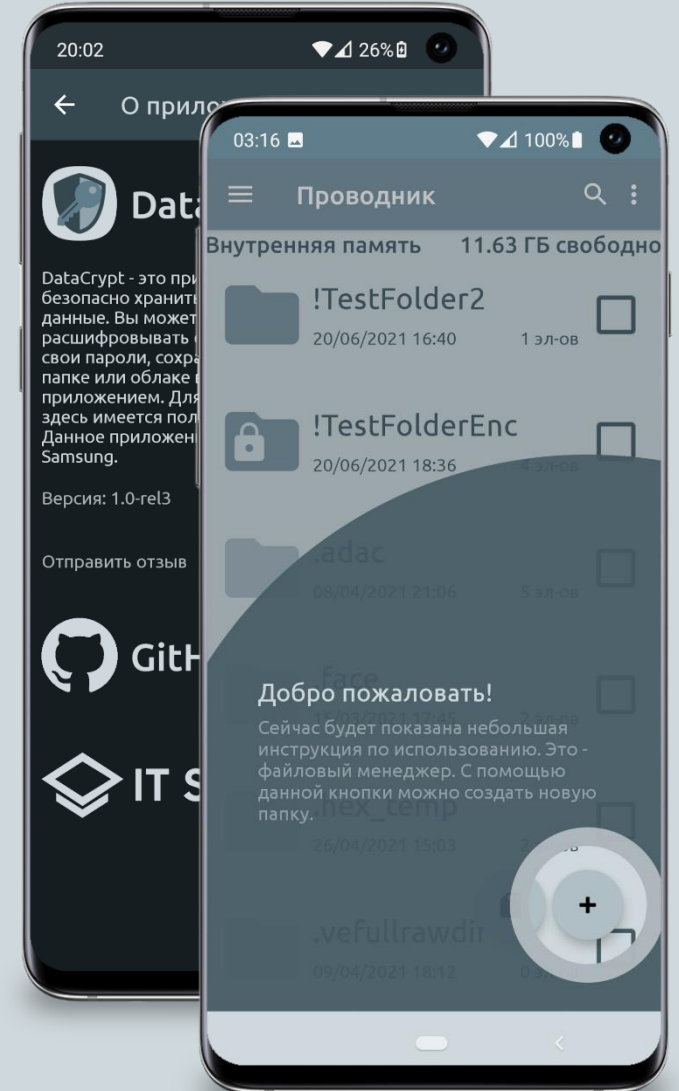 20:02
26%
О прило
Data
DataCrypt - это при
безопасно хранить
данные. Вы может
расшифровывать
свои пароли, сохра
папке или облаке
приложением. Для
здесь имеется пол
Данное приложен
Samsung.
Версия: 1.0-rel3
Отправить отзыв
GitH
IT S
03:16
100%
Проводник
Внутренняя память 11.63 ГБ свободно
!TestFolder2
20/06/2021 16:40 1 эл-ов
!TestFolderEnc
20/06/2021 18:36 4 эл-ов
.adac
08/04/2021 21:06 5 эл-ов
.face
17:45
Добро пожаловать!
Сейчас будет показана небольшая
инструкция по использованию. Это -
файловый менеджер. С помощью
данной кнопки можно создать новую
папку.
.hex_temp
26/04/2021 15:03
+
.vefullrawdir
09/04/2021 18:12